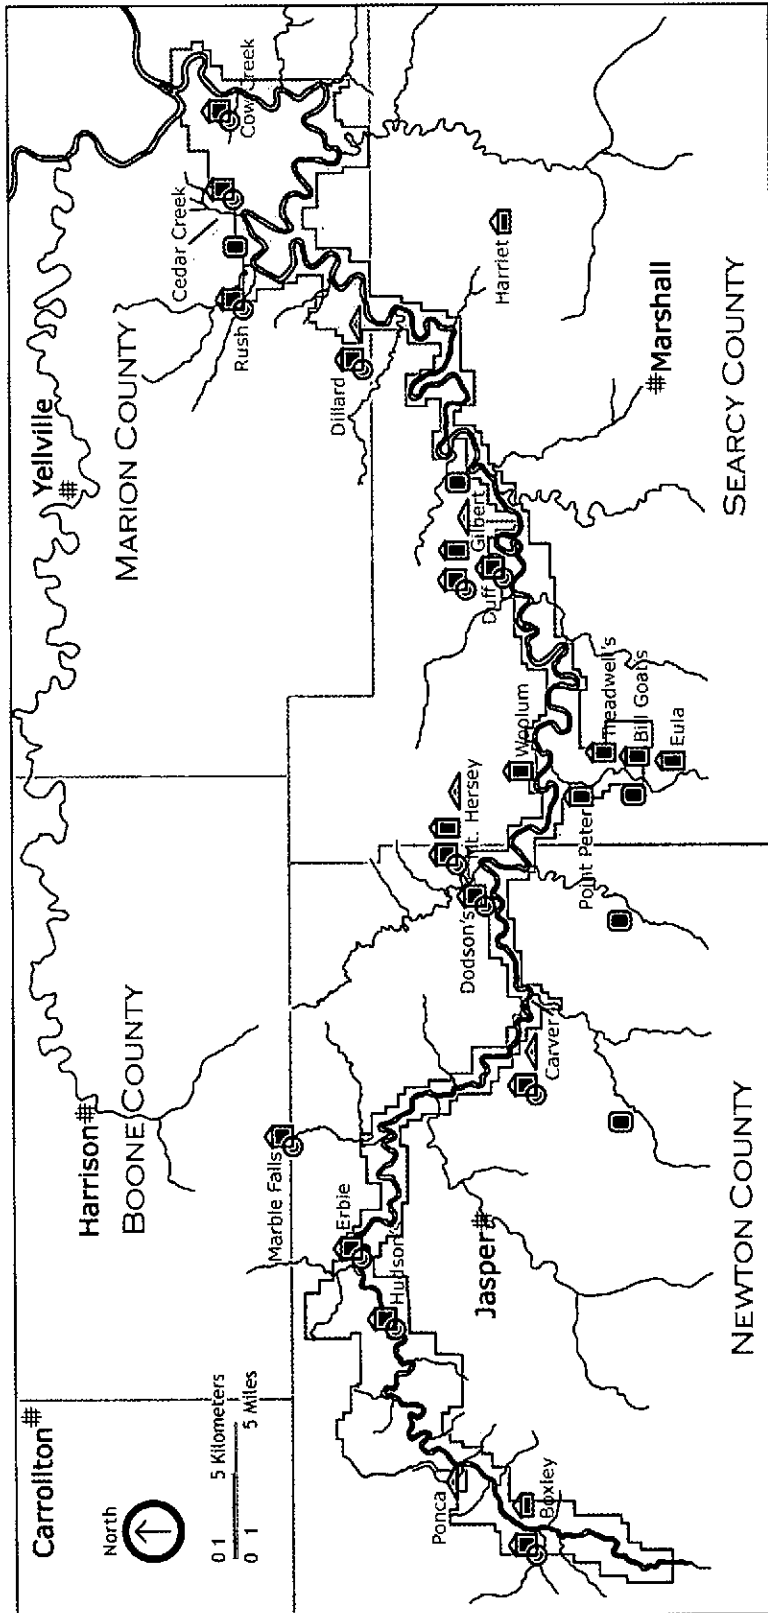 Carrollton
North
0 1 5 Kilometers
0 1 5 Miles
Harrison
BOONE COUNTY
Yellville
MARION COUNTY
Cedar Creek
Cow Creek
Rush
Dillard
Marble Falls
Erbie
Hudson's
Ponca
Boxley
Jasper
NEWTON COUNTY
Carver
Dodson's
Mt. Hersey
Point Peter
Woolum
Treadwell's
Bill Goat's
Eula
Duff
Gilbert
Harriet
Marshall
SEARCY COUNTY